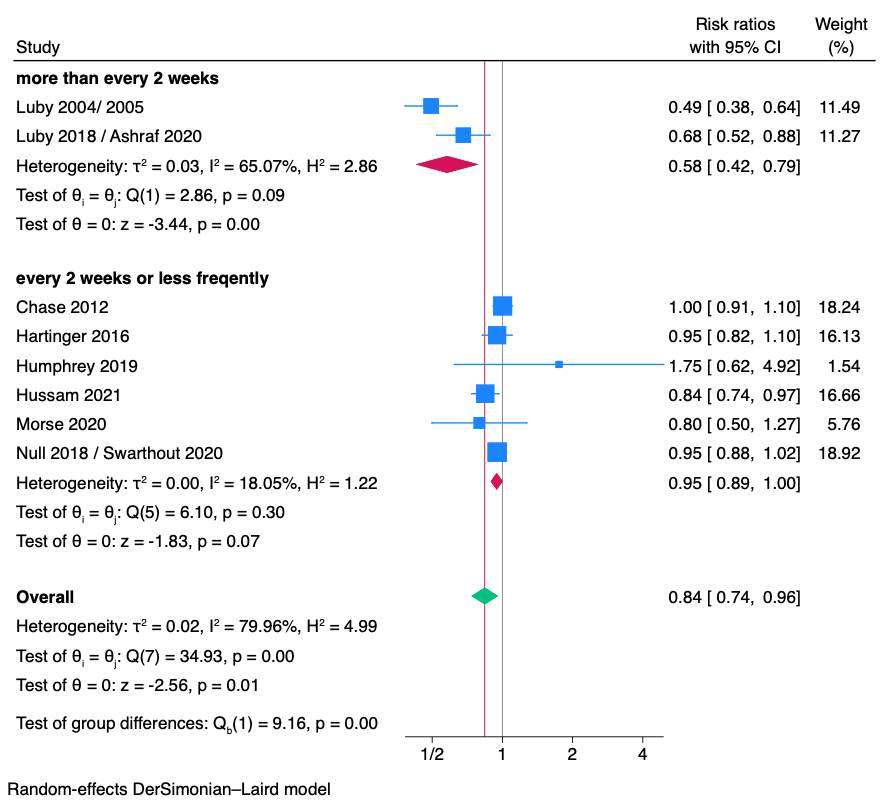 Risk ratios Weight
Study with 95% CI (%)
more than every 2 weeks
Luby 2004/ 2005 0.49 [ 0.38, 0.64] 11.49
Luby 2018 / Ashraf 2020 0.68 [ 0.52, 0.88] 11.27
Heterogeneity: τ² = 0.03, I² = 65.07%, H² = 2.86 0.58 [ 0.42, 0.79]
Test of θᵢ = θⱼ: Q(1) = 2.86, p = 0.09
Test of θ = 0: z = -3.44, p = 0.00
every 2 weeks or less freqently
Chase 2012 1.00 [ 0.91, 1.10] 18.24
Hartinger 2016 0.95 [ 0.82, 1.10] 16.13
Humphrey 2019 1.75 [ 0.62, 4.92] 1.54
Hussam 2021 0.84 [ 0.74, 0.97] 16.66
Morse 2020 0.80 [ 0.50, 1.27] 5.76
Null 2018 / Swarthout 2020 0.95 [ 0.88, 1.02] 18.92
Heterogeneity: τ² = 0.00, I² = 18.05%, H² = 1.22 0.95 [ 0.89, 1.00]
Test of θᵢ = θⱼ: Q(5) = 6.10, p = 0.30
Test of θ = 0: z = -1.83, p = 0.07
Overall 0.84 [ 0.74, 0.96]
Heterogeneity: τ² = 0.02, I² = 79.96%, H² = 4.99
Test of θᵢ = θⱼ: Q(7) = 34.93, p = 0.00
Test of θ = 0: z = -2.56, p = 0.01
Test of group differences: Q_b(1) = 9.16, p = 0.00
1/2 1 2 4
Random-effects DerSimonian–Laird model